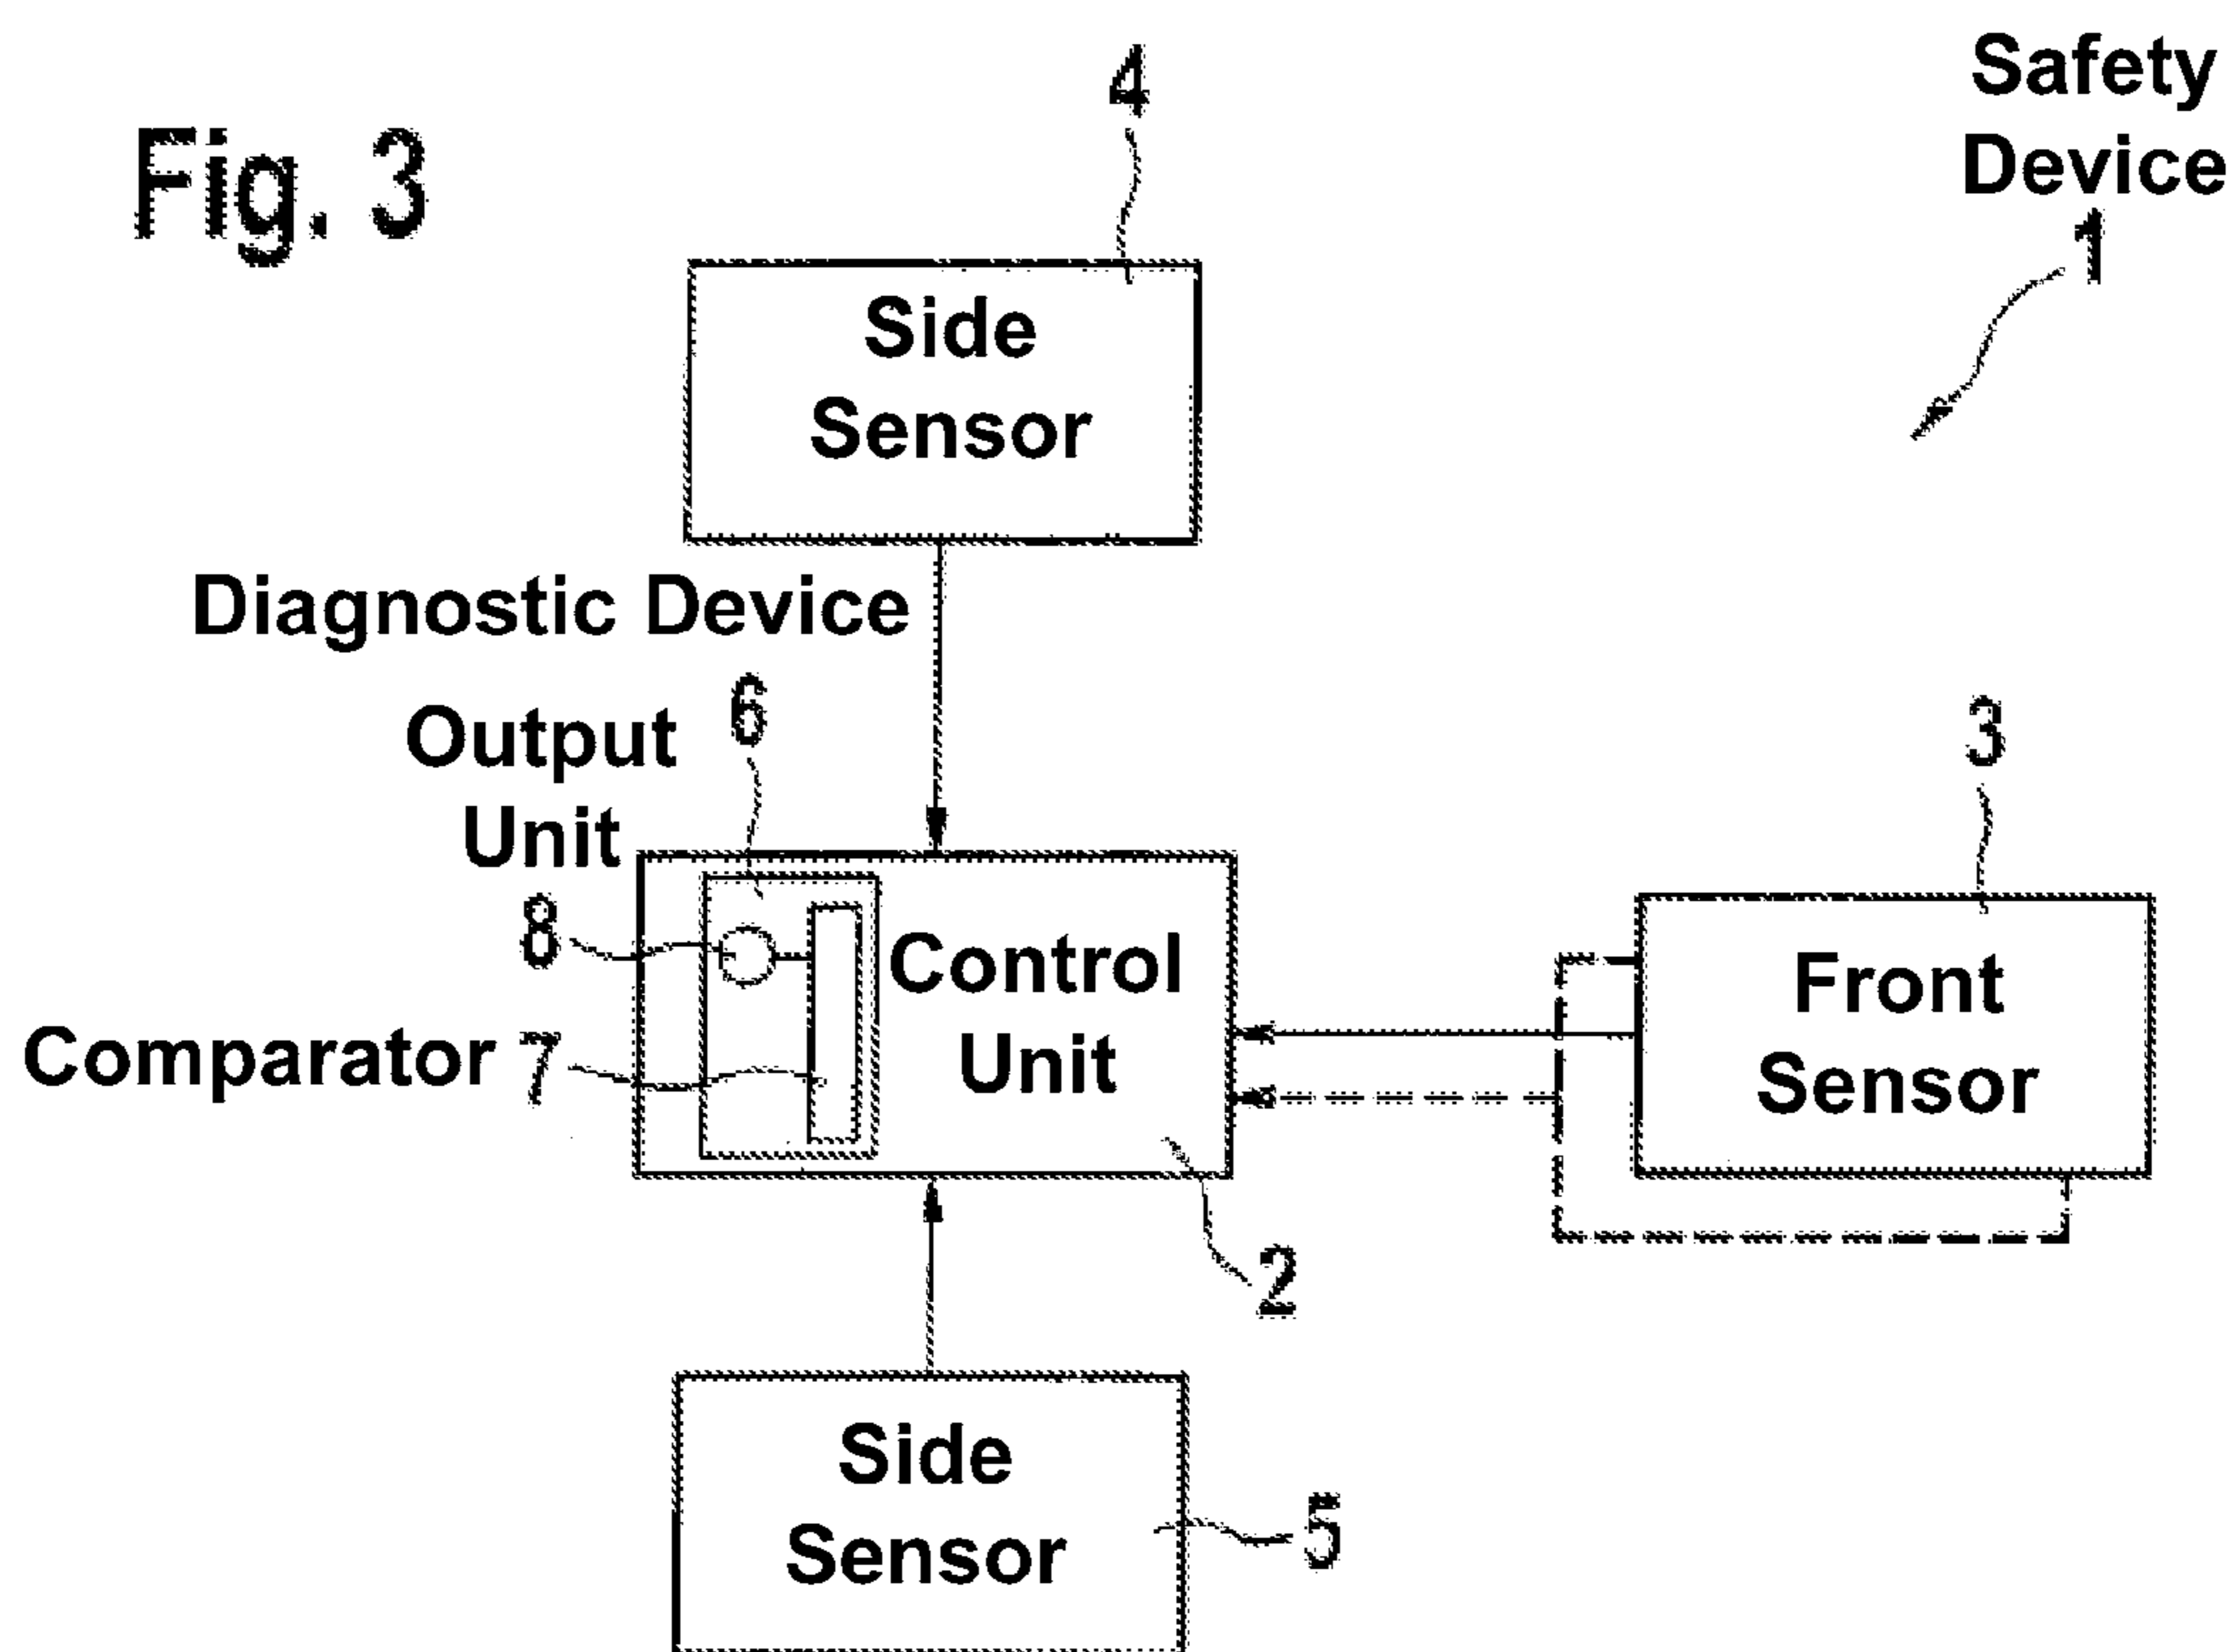 Fig. 3
4
Safety
Device
1
Side
Sensor
Diagnostic Device
6
Output
Unit
8
3
Control
Unit
Front
Sensor
Comparator 7
2
Side
Sensor
5